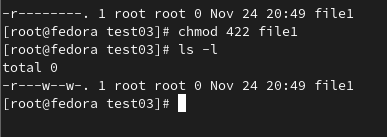 -r--------. 1 root root 0 Nov 24 20:49 file1
[root@fedora test03]# chmod 422 file1
[root@fedora test03]# ls -l
total 0
-r---w--w-. 1 root root 0 Nov 24 20:49 file1
[root@fedora test03]#